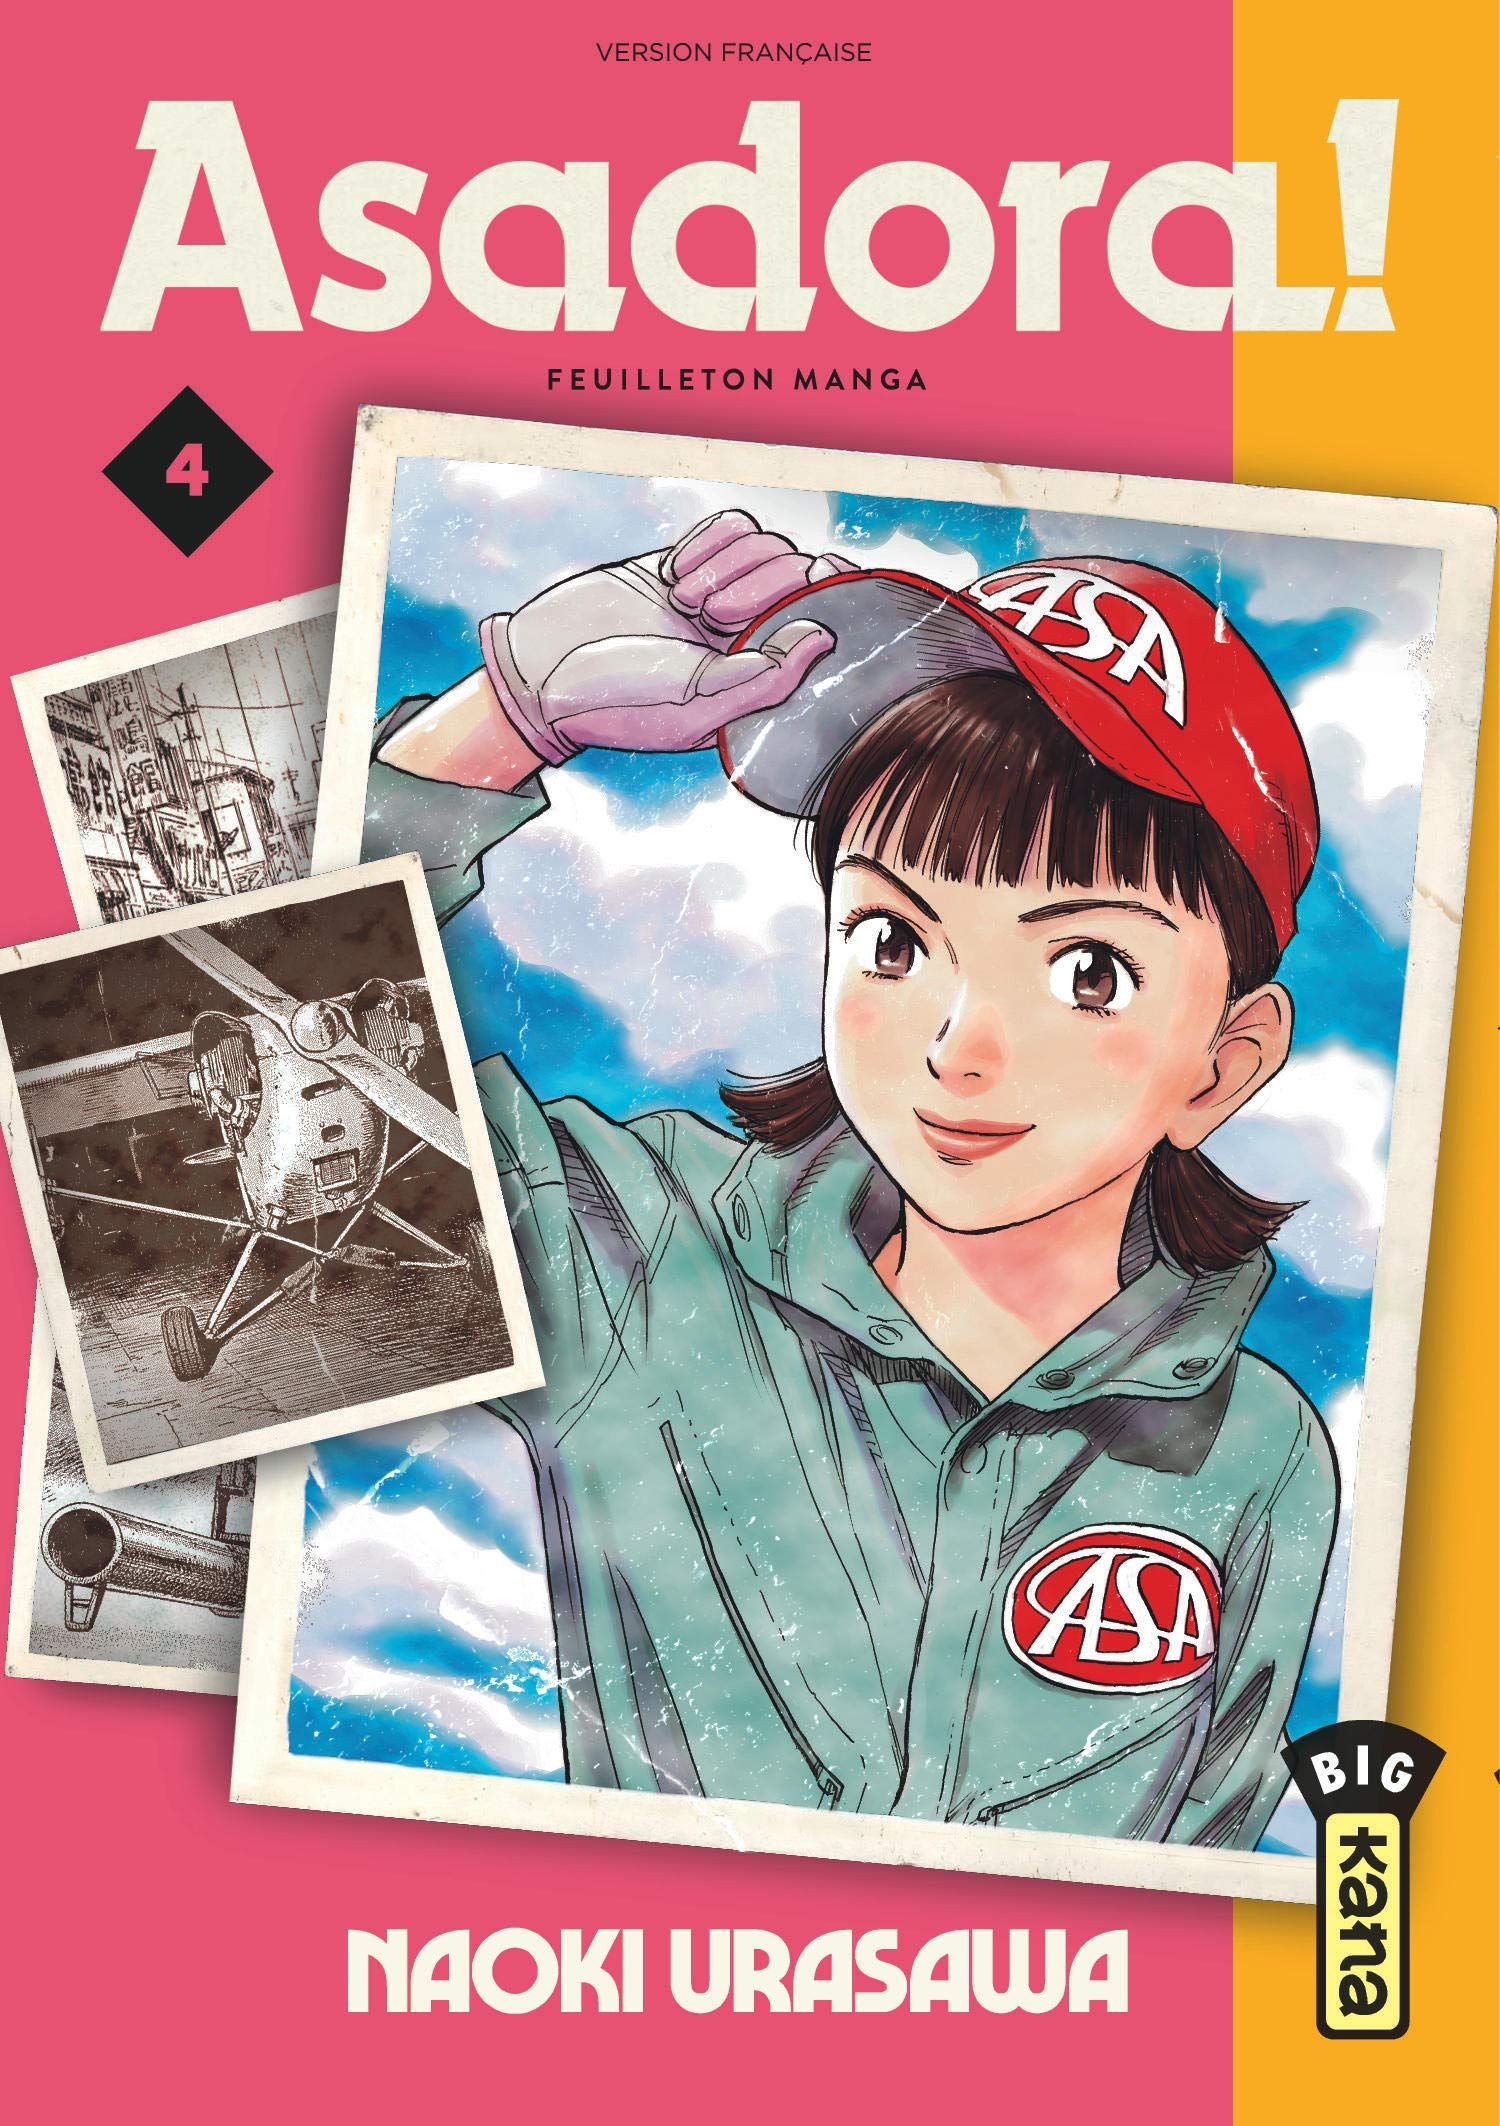 VERSION FRANÇAISE
Asadora!
FEUILLETON MANGA
4
ASA
ASA
BIG
kana
NAOKI URASAWA